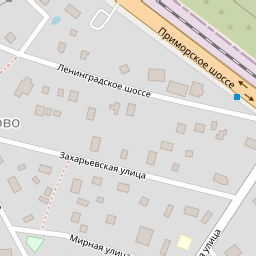 Приморское шоссе
Ленинградское шоссе
ово
Захарьевская улица
Мирная улица
улица